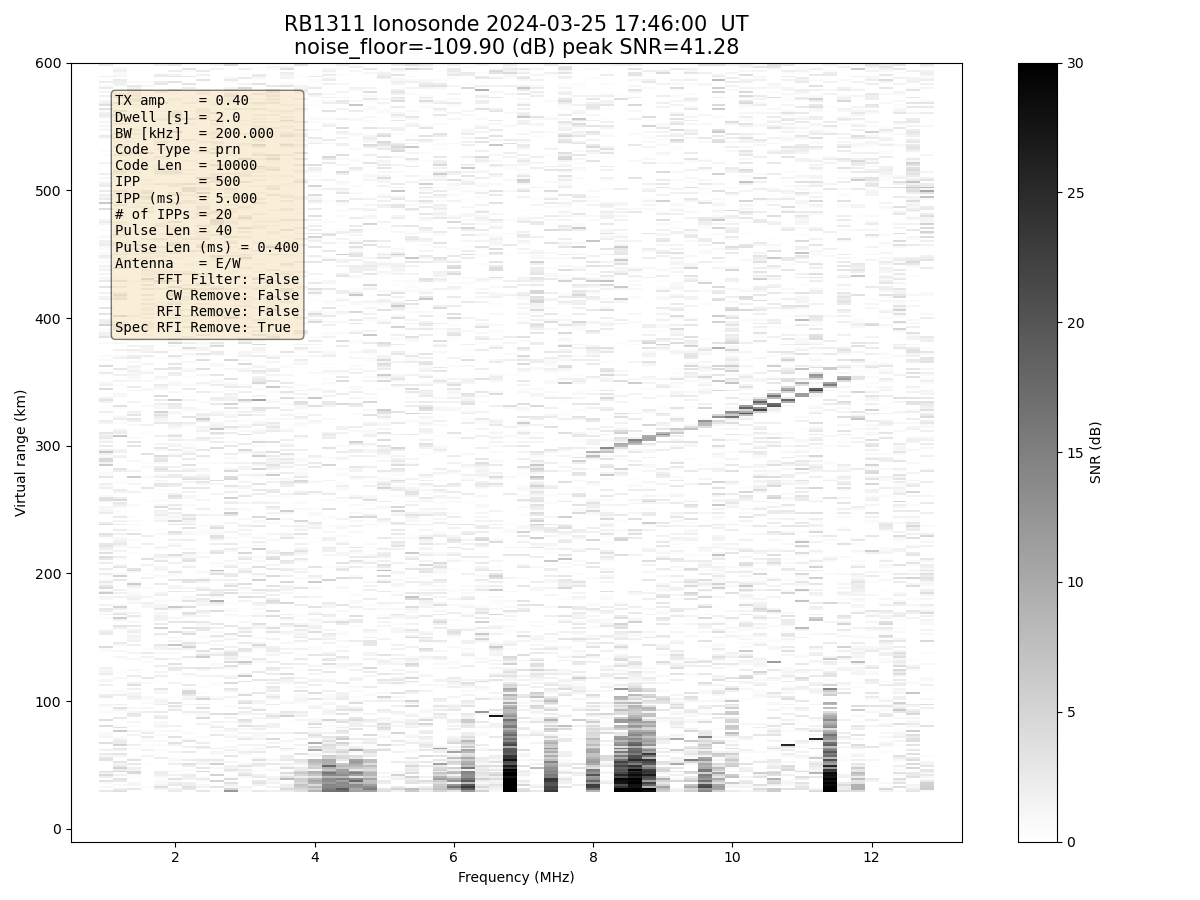 RB1311 Ionosonde 2024-03-25 17:46:00  UT
noise_floor=-109.90 (dB) peak SNR=41.28
TX amp    = 0.40
Dwell [s] = 2.0
BW [kHz]  = 200.000
Code Type = prn
Code Len  = 10000
IPP       = 500
IPP (ms)  = 5.000
# of IPPs = 20
Pulse Len = 40
Pulse Len (ms) = 0.400
Antenna   = E/W
FFT Filter: False
CW Remove: False
RFI Remove: False
Spec RFI Remove: True
600
500
400
300
200
100
0
Virtual range (km)
2 4 6 8 10 12
Frequency (MHz)
30
25
20
15
10
5
0
SNR (dB)